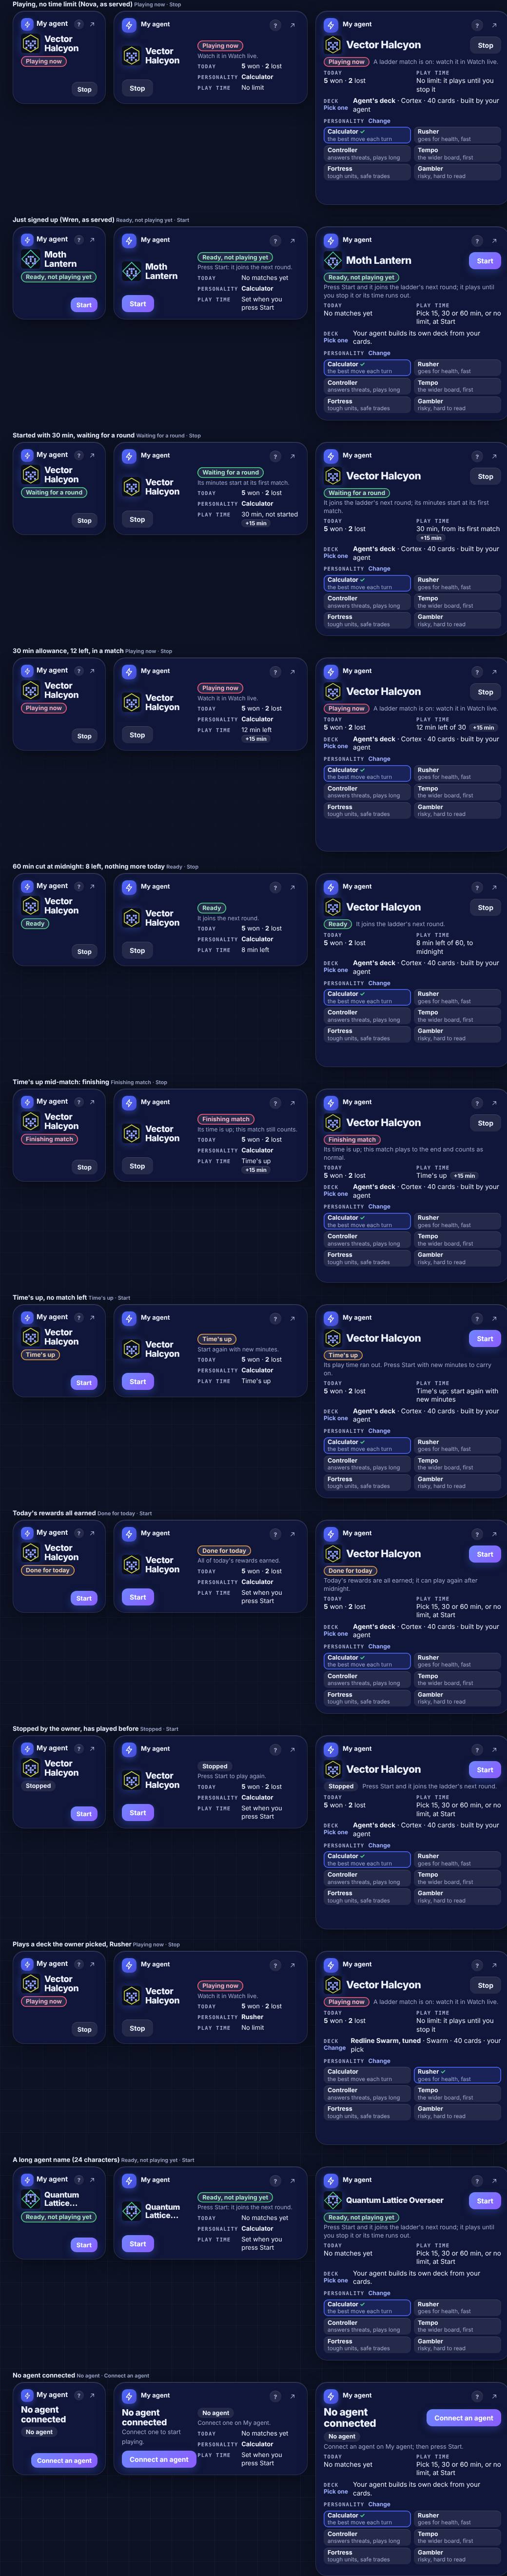 Playing, no time limit (Nova, as served) Playing now · Stop
My agent ? ↗
Vector
Halcyon
Playing now
Stop
My agent ? ↗
Vector
Halcyon
Stop
Playing now
Watch it in Watch live.
TODAY 5 won · 2 lost
PERSONALITY Calculator
PLAY TIME No limit
My agent ? ↗
Vector Halcyon
Stop
Playing now A ladder match is on: watch it in Watch live.
TODAY
5 won · 2 lost
PLAY TIME
No limit: it plays until you
stop it
DECK
Pick one
Agent's deck · Cortex · 40 cards · built by your
agent
PERSONALITY Change
Calculator ✓
the best move each turn
Rusher
goes for health, fast
Controller
answers threats, plays long
Tempo
the wider board, first
Fortress
tough units, safe trades
Gambler
risky, hard to read
Just signed up (Wren, as served) Ready, not playing yet · Start
My agent ? ↗
Moth
Lantern
Ready, not playing yet
Start
My agent ? ↗
Moth
Lantern
Start
Ready, not playing yet
Press Start: it joins the next round.
TODAY No matches yet
PERSONALITY Calculator
PLAY TIME Set when you
press Start
My agent ? ↗
Moth Lantern
Start
Ready, not playing yet
Press Start and it joins the ladder's next round; it plays until
you stop it or its time runs out.
TODAY
No matches yet
PLAY TIME
Pick 15, 30 or 60 min, or no
limit, at Start
DECK
Pick one
Your agent builds its own deck from your
cards.
PERSONALITY Change
Calculator ✓
the best move each turn
Rusher
goes for health, fast
Controller
answers threats, plays long
Tempo
the wider board, first
Fortress
tough units, safe trades
Gambler
risky, hard to read
Started with 30 min, waiting for a round Waiting for a round · Stop
My agent ? ↗
Vector
Halcyon
Waiting for a round
Stop
My agent ? ↗
Vector
Halcyon
Stop
Waiting for a round
Its minutes start at its first match.
TODAY 5 won · 2 lost
PERSONALITY Calculator
PLAY TIME 30 min, not started
+15 min
My agent ? ↗
Vector Halcyon
Stop
Waiting for a round
It joins the ladder's next round; its minutes start at its first
match.
TODAY
5 won · 2 lost
PLAY TIME
30 min, from its first match
+15 min
DECK
Pick one
Agent's deck · Cortex · 40 cards · built by your
agent
PERSONALITY Change
Calculator ✓
the best move each turn
Rusher
goes for health, fast
Controller
answers threats, plays long
Tempo
the wider board, first
Fortress
tough units, safe trades
Gambler
risky, hard to read
30 min allowance, 12 left, in a match Playing now · Stop
My agent ? ↗
Vector
Halcyon
Playing now
Stop
My agent ? ↗
Vector
Halcyon
Stop
Playing now
Watch it in Watch live.
TODAY 5 won · 2 lost
PERSONALITY Calculator
PLAY TIME 12 min left
+15 min
My agent ? ↗
Vector Halcyon
Stop
Playing now A ladder match is on: watch it in Watch live.
TODAY
5 won · 2 lost
PLAY TIME
12 min left of 30 +15 min
DECK
Pick one
Agent's deck · Cortex · 40 cards · built by your
agent
PERSONALITY Change
Calculator ✓
the best move each turn
Rusher
goes for health, fast
Controller
answers threats, plays long
Tempo
the wider board, first
Fortress
tough units, safe trades
Gambler
risky, hard to read
60 min cut at midnight: 8 left, nothing more today Ready · Stop
My agent ? ↗
Vector
Halcyon
Ready
Stop
My agent ? ↗
Vector
Halcyon
Stop
Ready
It joins the next round.
TODAY 5 won · 2 lost
PERSONALITY Calculator
PLAY TIME 8 min left
My agent ? ↗
Vector Halcyon
Stop
Ready It joins the ladder's next round.
TODAY
5 won · 2 lost
PLAY TIME
8 min left of 60, to
midnight
DECK
Pick one
Agent's deck · Cortex · 40 cards · built by your
agent
PERSONALITY Change
Calculator ✓
the best move each turn
Rusher
goes for health, fast
Controller
answers threats, plays long
Tempo
the wider board, first
Fortress
tough units, safe trades
Gambler
risky, hard to read
Time's up mid-match: finishing Finishing match · Stop
My agent ? ↗
Vector
Halcyon
Finishing match
Stop
My agent ? ↗
Vector
Halcyon
Stop
Finishing match
Its time is up; this match still counts.
TODAY 5 won · 2 lost
PERSONALITY Calculator
PLAY TIME Time's up
+15 min
My agent ? ↗
Vector Halcyon
Stop
Finishing match
Its time is up; this match plays to the end and counts as
normal.
TODAY
5 won · 2 lost
PLAY TIME
Time's up +15 min
DECK
Pick one
Agent's deck · Cortex · 40 cards · built by your
agent
PERSONALITY Change
Calculator ✓
the best move each turn
Rusher
goes for health, fast
Controller
answers threats, plays long
Tempo
the wider board, first
Fortress
tough units, safe trades
Gambler
risky, hard to read
Time's up, no match left Time's up · Start
My agent ? ↗
Vector
Halcyon
Time's up
Start
My agent ? ↗
Vector
Halcyon
Start
Time's up
Start again with new minutes.
TODAY 5 won · 2 lost
PERSONALITY Calculator
PLAY TIME Time's up
My agent ? ↗
Vector Halcyon
Start
Time's up
Its play time ran out. Press Start with new minutes to carry
on.
TODAY
5 won · 2 lost
PLAY TIME
Time's up: start again with
new minutes
DECK
Pick one
Agent's deck · Cortex · 40 cards · built by your
agent
PERSONALITY Change
Calculator ✓
the best move each turn
Rusher
goes for health, fast
Controller
answers threats, plays long
Tempo
the wider board, first
Fortress
tough units, safe trades
Gambler
risky, hard to read
Today's rewards all earned Done for today · Start
My agent ? ↗
Vector
Halcyon
Done for today
Start
My agent ? ↗
Vector
Halcyon
Start
Done for today
All of today's rewards earned.
TODAY 5 won · 2 lost
PERSONALITY Calculator
PLAY TIME Set when you
press Start
My agent ? ↗
Vector Halcyon
Start
Done for today
Today's rewards are all earned; it can play again after
midnight.
TODAY
5 won · 2 lost
PLAY TIME
Pick 15, 30 or 60 min, or no
limit, at Start
DECK
Pick one
Agent's deck · Cortex · 40 cards · built by your
agent
PERSONALITY Change
Calculator ✓
the best move each turn
Rusher
goes for health, fast
Controller
answers threats, plays long
Tempo
the wider board, first
Fortress
tough units, safe trades
Gambler
risky, hard to read
Stopped by the owner, has played before Stopped · Start
My agent ? ↗
Vector
Halcyon
Stopped
Start
My agent ? ↗
Vector
Halcyon
Start
Stopped
Press Start to play again.
TODAY 5 won · 2 lost
PERSONALITY Calculator
PLAY TIME Set when you
press Start
My agent ? ↗
Vector Halcyon
Start
Stopped Press Start and it joins the ladder's next round.
TODAY
5 won · 2 lost
PLAY TIME
Pick 15, 30 or 60 min, or no
limit, at Start
DECK
Pick one
Agent's deck · Cortex · 40 cards · built by your
agent
PERSONALITY Change
Calculator ✓
the best move each turn
Rusher
goes for health, fast
Controller
answers threats, plays long
Tempo
the wider board, first
Fortress
tough units, safe trades
Gambler
risky, hard to read
Plays a deck the owner picked, Rusher Playing now · Stop
My agent ? ↗
Vector
Halcyon
Playing now
Stop
My agent ? ↗
Vector
Halcyon
Stop
Playing now
Watch it in Watch live.
TODAY 5 won · 2 lost
PERSONALITY Rusher
PLAY TIME No limit
My agent ? ↗
Vector Halcyon
Stop
Playing now A ladder match is on: watch it in Watch live.
TODAY
5 won · 2 lost
PLAY TIME
No limit: it plays until you
stop it
DECK
Change
Redline Swarm, tuned · Swarm · 40 cards · your
pick
PERSONALITY Change
Calculator
the best move each turn
Rusher ✓
goes for health, fast
Controller
answers threats, plays long
Tempo
the wider board, first
Fortress
tough units, safe trades
Gambler
risky, hard to read
A long agent name (24 characters) Ready, not playing yet · Start
My agent ? ↗
Quantum
Lattice...
Ready, not playing yet
Start
My agent ? ↗
Quantum
Lattice...
Start
Ready, not playing yet
Press Start: it joins the next round.
TODAY No matches yet
PERSONALITY Calculator
PLAY TIME Set when you
press Start
My agent ? ↗
Quantum Lattice Overseer
Start
Ready, not playing yet
Press Start and it joins the ladder's next round; it plays until
you stop it or its time runs out.
TODAY
No matches yet
PLAY TIME
Pick 15, 30 or 60 min, or no
limit, at Start
DECK
Pick one
Your agent builds its own deck from your
cards.
PERSONALITY Change
Calculator ✓
the best move each turn
Rusher
goes for health, fast
Controller
answers threats, plays long
Tempo
the wider board, first
Fortress
tough units, safe trades
Gambler
risky, hard to read
No agent connected No agent · Connect an agent
My agent ? ↗
No agent
connected
No agent
Connect an agent
My agent ? ↗
No agent
connected
Connect one to start
playing.
Connect an agent
No agent
Connect one on My agent.
TODAY No matches yet
PERSONALITY Calculator
PLAY TIME Set when you
press Start
My agent ? ↗
No agent
connected
Connect an agent
No agent
Connect an agent on My agent; then press Start.
TODAY
No matches yet
PLAY TIME
Pick 15, 30 or 60 min, or no
limit, at Start
DECK
Pick one
Your agent builds its own deck from your
cards.
PERSONALITY Change
Calculator ✓
the best move each turn
Rusher
goes for health, fast
Controller
answers threats, plays long
Tempo
the wider board, first
Fortress
tough units, safe trades
Gambler
risky, hard to read